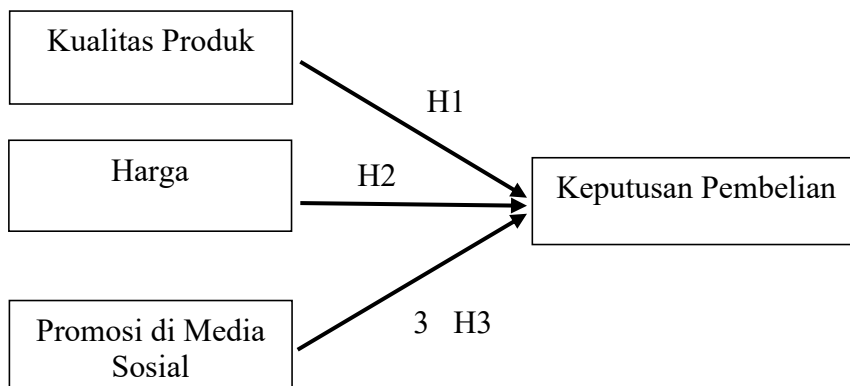 Kualitas Produk
H1
Harga
H2
Keputusan Pembelian
3 H3
Promosi di Media
Sosial